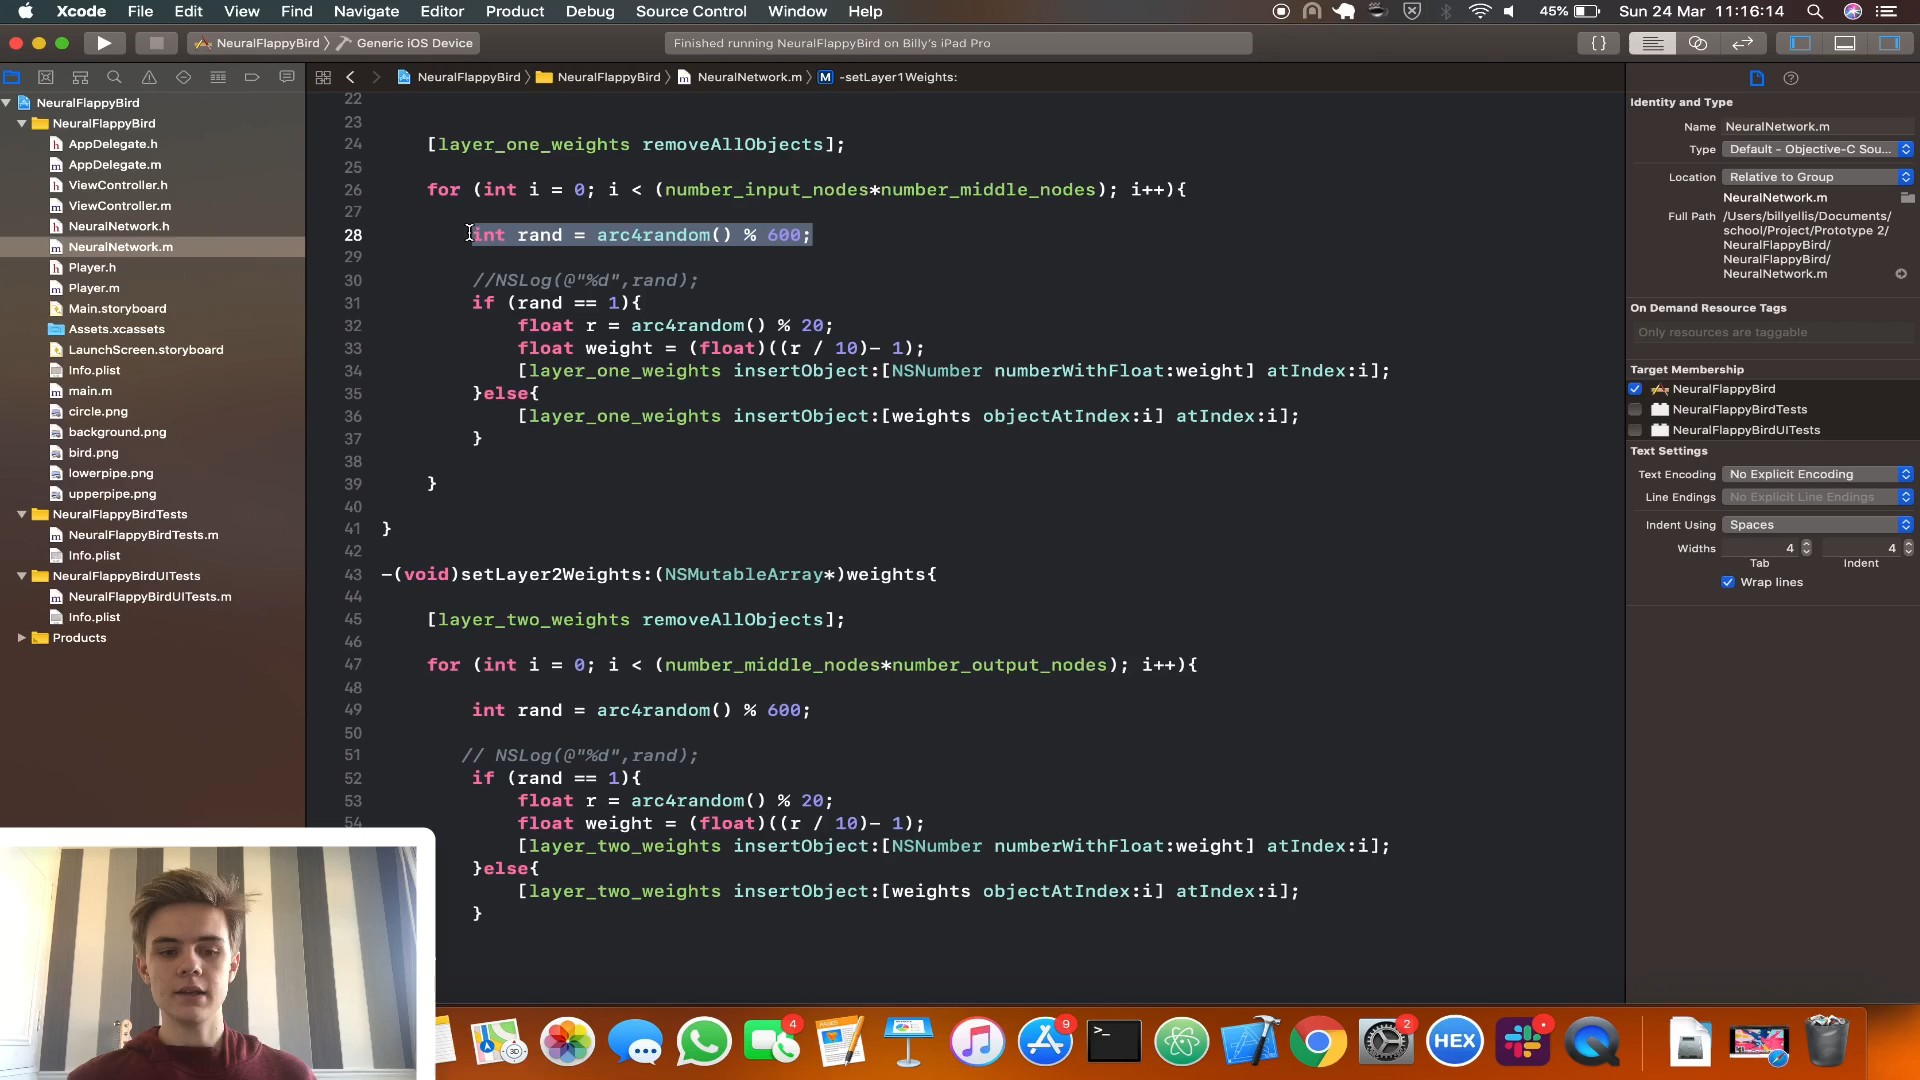 Xcode File Edit View Find Navigate Editor Product Debug Source Control Window Help 45% Sun 24 Mar 11:16:14
NeuralFlappyBird Generic iOS Device Finished running NeuralFlappyBird on Billy's iPad Pro { }
NeuralFlappyBird NeuralFlappyBird NeuralNetwork.m M -setLayer1Weights:
NeuralFlappyBird
NeuralFlappyBird
h AppDelegate.h
m AppDelegate.m
h ViewController.h
m ViewController.m
h NeuralNetwork.h
m NeuralNetwork.m
h Player.h
m Player.m
Main.storyboard
Assets.xcassets
LaunchScreen.storyboard
Info.plist
m main.m
circle.png
background.png
bird.png
lowerpipe.png
upperpipe.png
NeuralFlappyBirdTests
m NeuralFlappyBirdTests.m
Info.plist
NeuralFlappyBirdUITests
m NeuralFlappyBirdUITests.m
Info.plist
Products
22
23
24 [layer_one_weights removeAllObjects];
25
26 for (int i = 0; i < (number_input_nodes*number_middle_nodes); i++){
27
28 int rand = arc4random() % 600;
29
30 //NSLog(@"%d",rand);
31 if (rand == 1){
32 float r = arc4random() % 20;
33 float weight = (float)((r / 10)- 1);
34 [layer_one_weights insertObject:[NSNumber numberWithFloat:weight] atIndex:i];
35 }else{
36 [layer_one_weights insertObject:[weights objectAtIndex:i] atIndex:i];
37 }
38
39 }
40
41 }
42
43 -(void)setLayer2Weights:(NSMutableArray*)weights{
44
45 [layer_two_weights removeAllObjects];
46
47 for (int i = 0; i < (number_middle_nodes*number_output_nodes); i++){
48
49 int rand = arc4random() % 600;
50
51 // NSLog(@"%d",rand);
52 if (rand == 1){
53 float r = arc4random() % 20;
54 float weight = (float)((r / 10)- 1);
[layer_two_weights insertObject:[NSNumber numberWithFloat:weight] atIndex:i];
}else{
[layer_two_weights insertObject:[weights objectAtIndex:i] atIndex:i];
}
Identity and Type
Name NeuralNetwork.m
Type Default - Objective-C Sou...
Location Relative to Group
NeuralNetwork.m
Full Path /Users/billyellis/Documents/
school/Project/Prototype 2/
NeuralFlappyBird/
NeuralFlappyBird/
NeuralNetwork.m
On Demand Resource Tags
Only resources are taggable
Target Membership
NeuralFlappyBird
NeuralFlappyBirdTests
NeuralFlappyBirdUITests
Text Settings
Text Encoding No Explicit Encoding
Line Endings No Explicit Line Endings
Indent Using Spaces
Widths 4 4
Tab Indent
Wrap lines
3D 4 PAGES 9 >_ 2 HEX